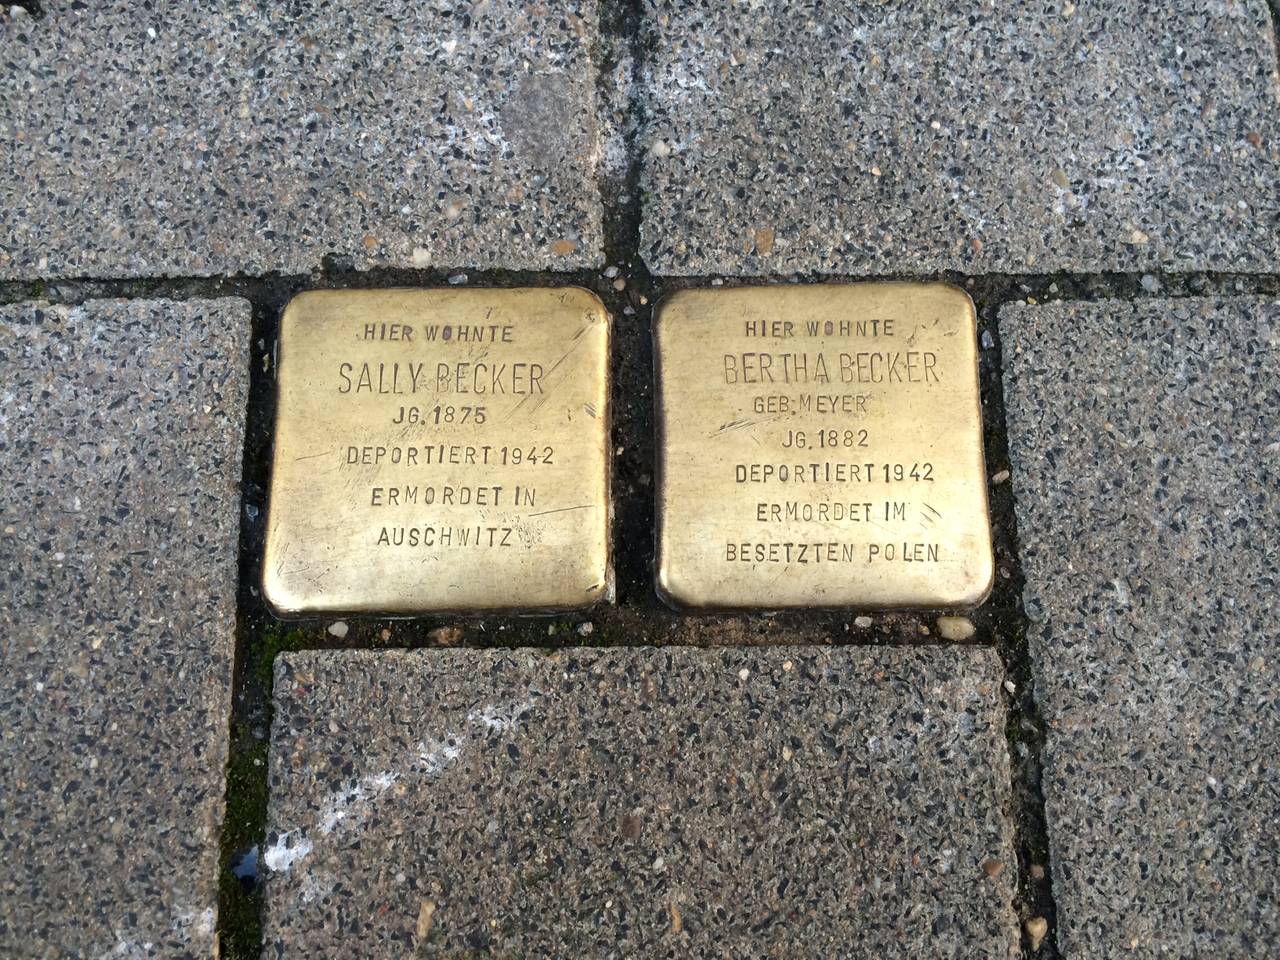 HIER WOHNTE
SALLY BECKER
JG. 1875
DEPORTIERT 1942
ERMORDET IN
AUSCHWITZ
HIER WOHNTE
BERTHA BECKER
GEB. MEYER
JG. 1882
DEPORTIERT 1942
ERMORDET IM
BESETZTEN POLEN